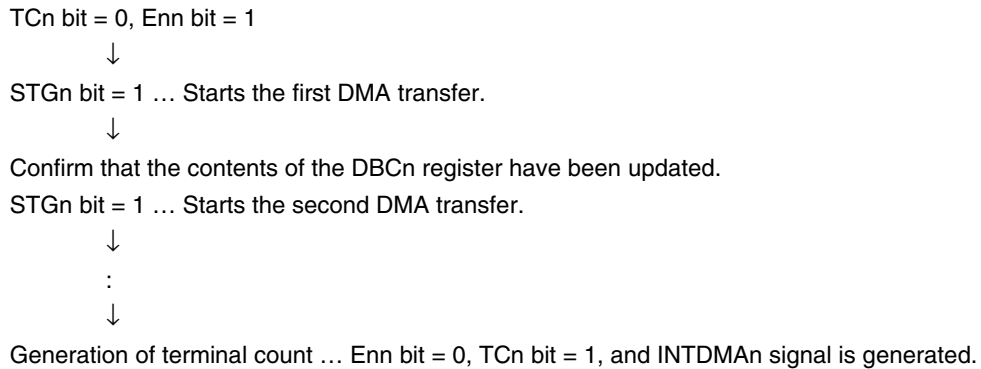 TCn bit = 0, Enn bit = 1
↓
STGn bit = 1 … Starts the first DMA transfer.
↓
Confirm that the contents of the DBCn register have been updated.
STGn bit = 1 … Starts the second DMA transfer.
↓
:
↓
Generation of terminal count … Enn bit = 0, TCn bit = 1, and INTDMAn signal is generated.